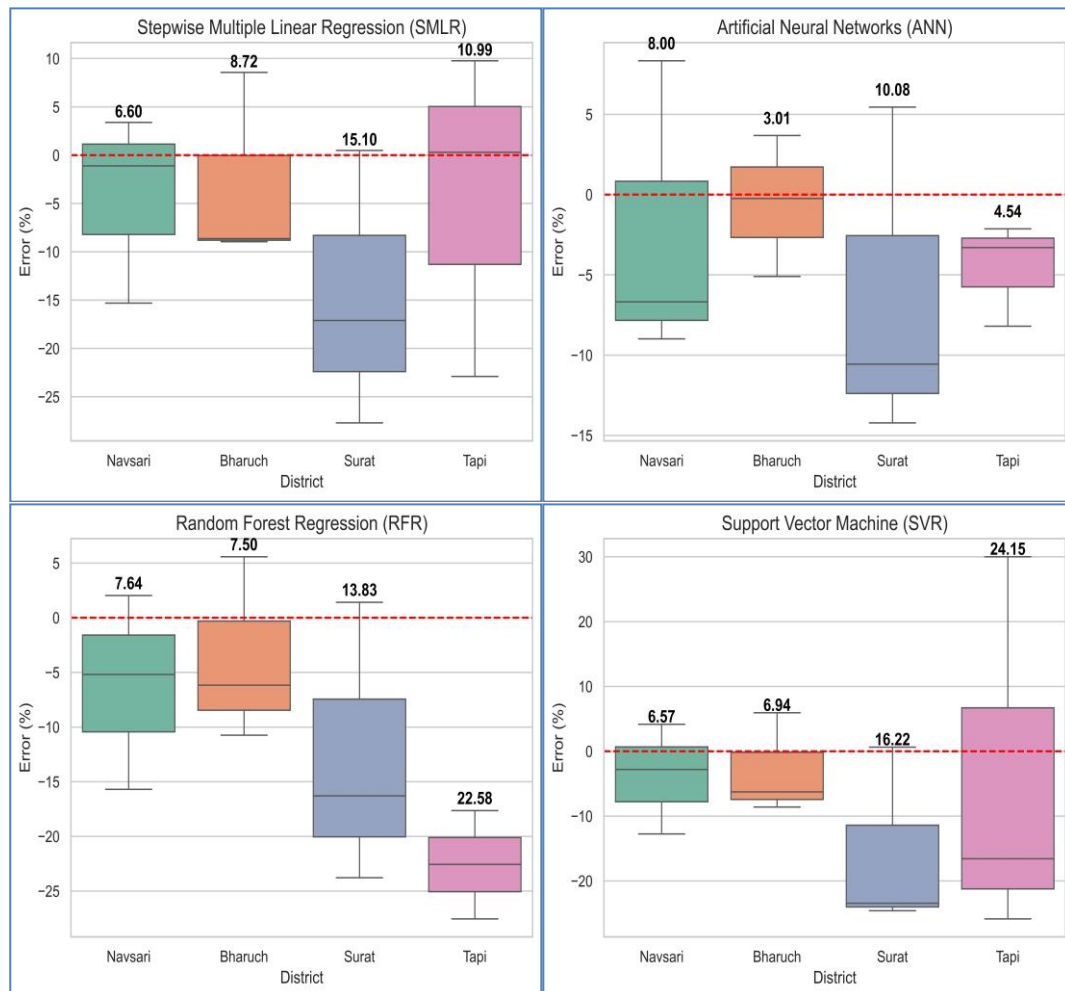 Stepwise Multiple Linear Regression (SMLR)
10
5
0
−5
−10
−15
−20
−25
Error (%)
6.60
8.72
15.10
10.99
Navsari
Bharuch
Surat
Tapi
District
Artificial Neural Networks (ANN)
5
0
−5
−10
−15
Error (%)
8.00
3.01
10.08
4.54
Navsari
Bharuch
Surat
Tapi
District
Random Forest Regression (RFR)
5
0
−5
−10
−15
−20
−25
Error (%)
7.64
7.50
13.83
22.58
Navsari
Bharuch
Surat
Tapi
District
Support Vector Machine (SVR)
30
20
10
0
−10
−20
Error (%)
6.57
6.94
16.22
24.15
Navsari
Bharuch
Surat
Tapi
District